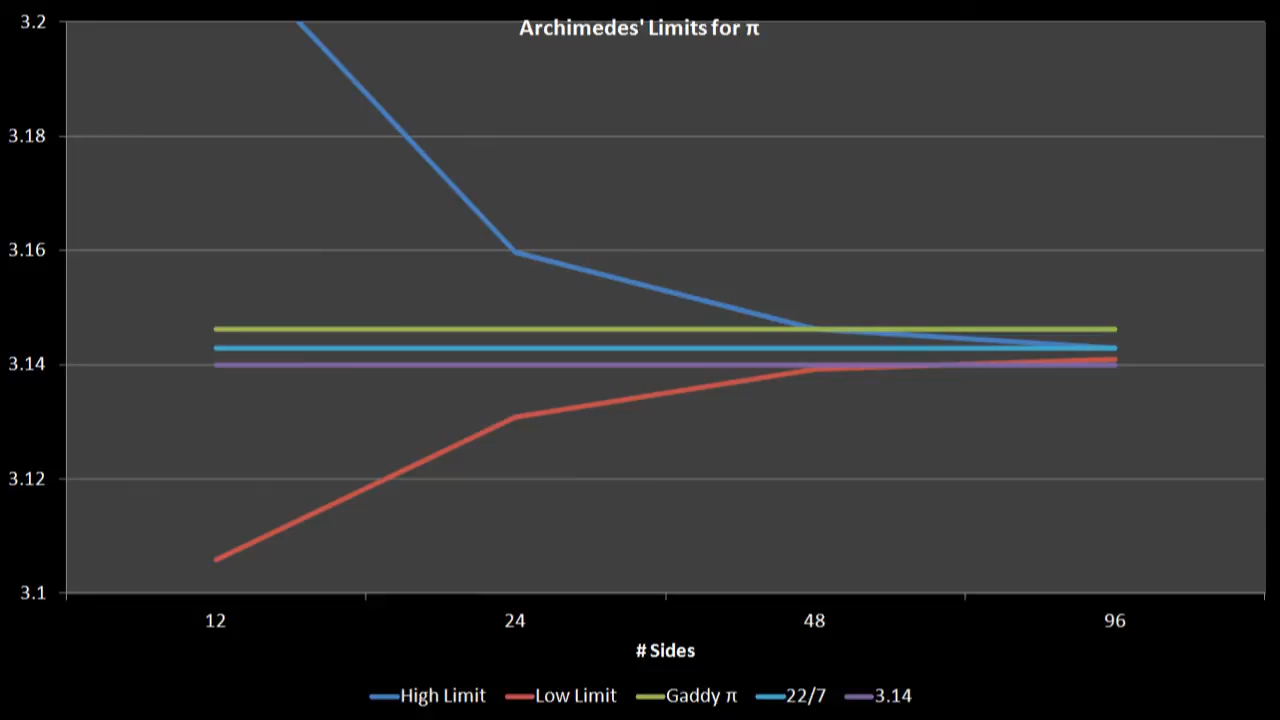 Archimedes' Limits for π
3.2
3.18
3.16
3.14
3.12
3.1
12 24 48 96
# Sides
High Limit Low Limit Gaddy π 22/7 3.14